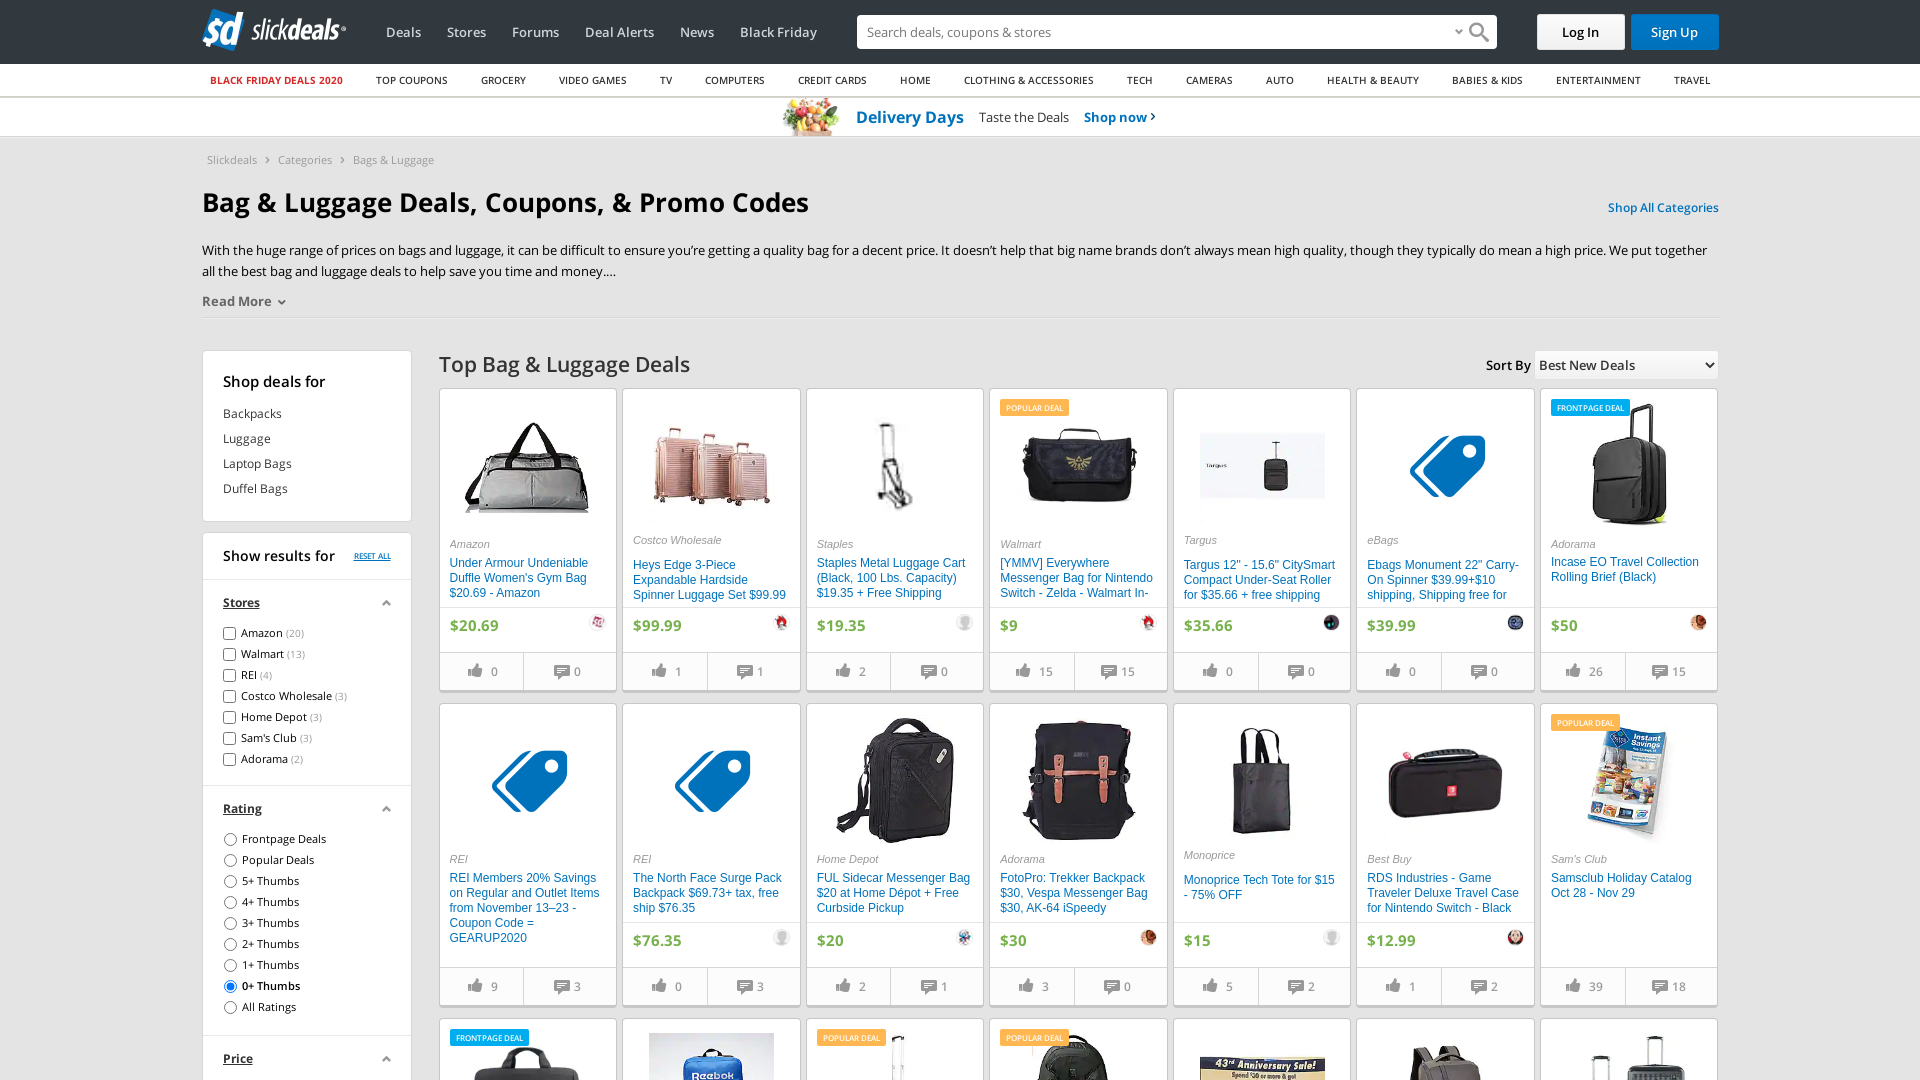 sd slickdeals
Deals
Stores
Forums
Deal Alerts
News
Black Friday
Search deals, coupons & stores
Log In
Sign Up
BLACK FRIDAY DEALS 2020
TOP COUPONS
GROCERY
VIDEO GAMES
TV
COMPUTERS
CREDIT CARDS
HOME
CLOTHING & ACCESSORIES
TECH
CAMERAS
AUTO
HEALTH & BEAUTY
BABIES & KIDS
ENTERTAINMENT
TRAVEL
Delivery Days Taste the Deals Shop now
Slickdeals > Categories > Bags & Luggage
Bag & Luggage Deals, Coupons, & Promo Codes
Shop All Categories
With the huge range of prices on bags and luggage, it can be difficult to ensure you’re getting a quality bag for a decent price. It doesn’t help that big name brands don’t always mean high quality, though they typically do mean a high price. We put together
all the best bag and luggage deals to help save you time and money....
Read More
Shop deals for
Backpacks
Luggage
Laptop Bags
Duffel Bags
Show results for
RESET ALL
Stores
Amazon (20)
Walmart (13)
REI (4)
Costco Wholesale (3)
Home Depot (3)
Sam's Club (3)
Adorama (2)
Rating
Frontpage Deals
Popular Deals
5+ Thumbs
4+ Thumbs
3+ Thumbs
2+ Thumbs
1+ Thumbs
0+ Thumbs
All Ratings
Price
Top Bag & Luggage Deals
Sort By Best New Deals
Amazon
Under Armour Undeniable
Duffle Women's Gym Bag
$20.69 - Amazon
$20.69
0
0
Costco Wholesale
Heys Edge 3-Piece
Expandable Hardside
Spinner Luggage Set $99.99
$99.99
1
1
Staples
Staples Metal Luggage Cart
(Black, 100 Lbs. Capacity)
$19.35 + Free Shipping
$19.35
2
0
POPULAR DEAL
Walmart
[YMMV] Everywhere
Messenger Bag for Nintendo
Switch - Zelda - Walmart In-
$9
15
15
Targus
Targus
Targus 12" - 15.6" CitySmart
Compact Under-Seat Roller
for $35.66 + free shipping
$35.66
0
0
eBags
Ebags Monument 22" Carry-
On Spinner $39.99+$10
shipping, Shipping free for
$39.99
0
0
FRONTPAGE DEAL
Adorama
Incase EO Travel Collection
Rolling Brief (Black)
$50
26
15
REI
REI Members 20% Savings
on Regular and Outlet Items
from November 13–23 -
Coupon Code =
GEARUP2020
9
3
REI
The North Face Surge Pack
Backpack $69.73+ tax, free
ship $76.35
$76.35
0
3
Home Depot
FUL Sidecar Messenger Bag
$20 at Home Dépot + Free
Curbside Pickup
$20
2
1
Adorama
FotoPro: Trekker Backpack
$30, Vespa Messenger Bag
$30, AK-64 iSpeedy
$30
3
0
Monoprice
Monoprice Tech Tote for $15
- 75% OFF
$15
5
2
Best Buy
RDS Industries - Game
Traveler Deluxe Travel Case
for Nintendo Switch - Black
$12.99
1
2
POPULAR DEAL
Instant
Savings
Sam's Club
Samsclub Holiday Catalog
Oct 28 - Nov 29
39
18
FRONTPAGE DEAL
Reebok
POPULAR DEAL
POPULAR DEAL
43rd Anniversary Sale!
Spend $30 or more & get